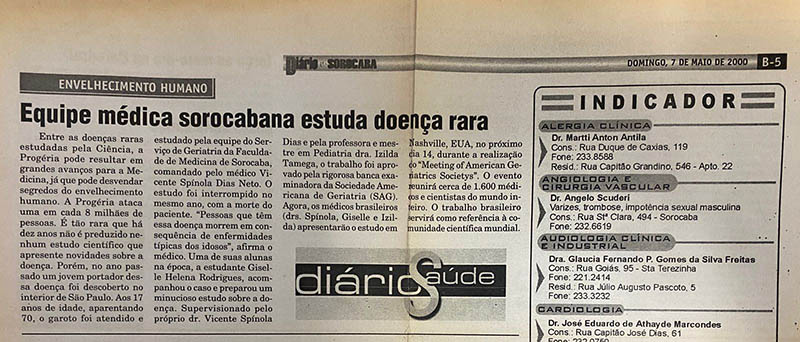 Diário de SOROCABA
DOMINGO, 7 DE MAIO DE 2000
B-5
ENVELHECIMENTO HUMANO
Equipe médica sorocabana estuda doença rara
Entre as doenças raras
estudadas pela Ciência, a
Progéria pode resultar em
grandes avanços para a Me-
dicina, já que pode desvendar
segredos do envelhecimento
humano. A Progéria ataca
uma em cada 8 milhões de
pessoas. É tão rara que há
dez anos não é preduzido ne-
nhum estudo científico que
apresente novidades sobre a
doença. Porém, no ano pas-
sado um jovem portador des-
sa doença foi descoberto no
interior de São Paulo. Aos 17
anos de idade, aparentando
70, o garoto foi atendido e
estudado pela equipe do Ser-
viço de Geriatria da Faculda-
de de Medicina de Sorocaba,
comandado pelo médico Vi-
cente Spínola Dias Neto. O
estudo foi interrompido no
mesmo ano, com a morte do
paciente. "Pessoas que têm
essa doença morrem em con-
sequência de enfermidades
típicas dos idosos", afirma o
médico. Uma de suas alunas
na época, a estudante Gisel-
le Helena Rodrigues, acom-
panhou o caso e preparou um
minucioso estudo sobre a do-
ença. Supervisionado pelo
próprio dr. Vicente Spínola
Dias e pela professora e mes-
tre em Pediatria dra. Izilda
Tamega, o trabalho foi apro-
vado pela rigorosa banca exa-
minadora da Sociedade Ame-
ricana de Geriatria (SAG).
Agora, os médicos brasileiros
(drs. Spínola, Giselle e Izil-
da) apresentarão o estudo em
Nashville, EUA, no próximo
dia 14, durante a realização
do "Meeting of American Ge-
riatrics Societys". O evento
reunirá cerca de 1.600 médi-
cos e cientistas do mundo in-
teiro. O trabalho brasileiro
servirá como referência à co-
munidade científica mundial.
diário Saúde
INDICADOR
ALERGIA CLÍNICA
Dr. Martti Anton Antila
Cons.: Rua Duque de Caxias, 119
Fone: 233.8588
Resid.: Rua Capitão Grandino, 546 - Apto. 22
ANGIOLOGIA E
CIRURGIA VASCULAR
Dr. Angelo Scuderi
Varizes, trombose, impotência sexual masculina
Cons.: Rua Stª Clara, 494 - Sorocaba
Fone: 232.6619
AUDIOLOGIA CLÍNICA
E INDUSTRIAL
Dra. Glaucia Fernando P. Gomes da Silva Freitas
Cons.: Rua Goiás, 95 - Sta Terezinha
Fone: 221.2414
Resid.: Rua Júlio Augusto Pascoto, 5
Fone: 233.3232
CARDIOLOGIA
Dr. José Eduardo de Athayde Marcondes
Cons.: Rua Capitão José Dias, 61